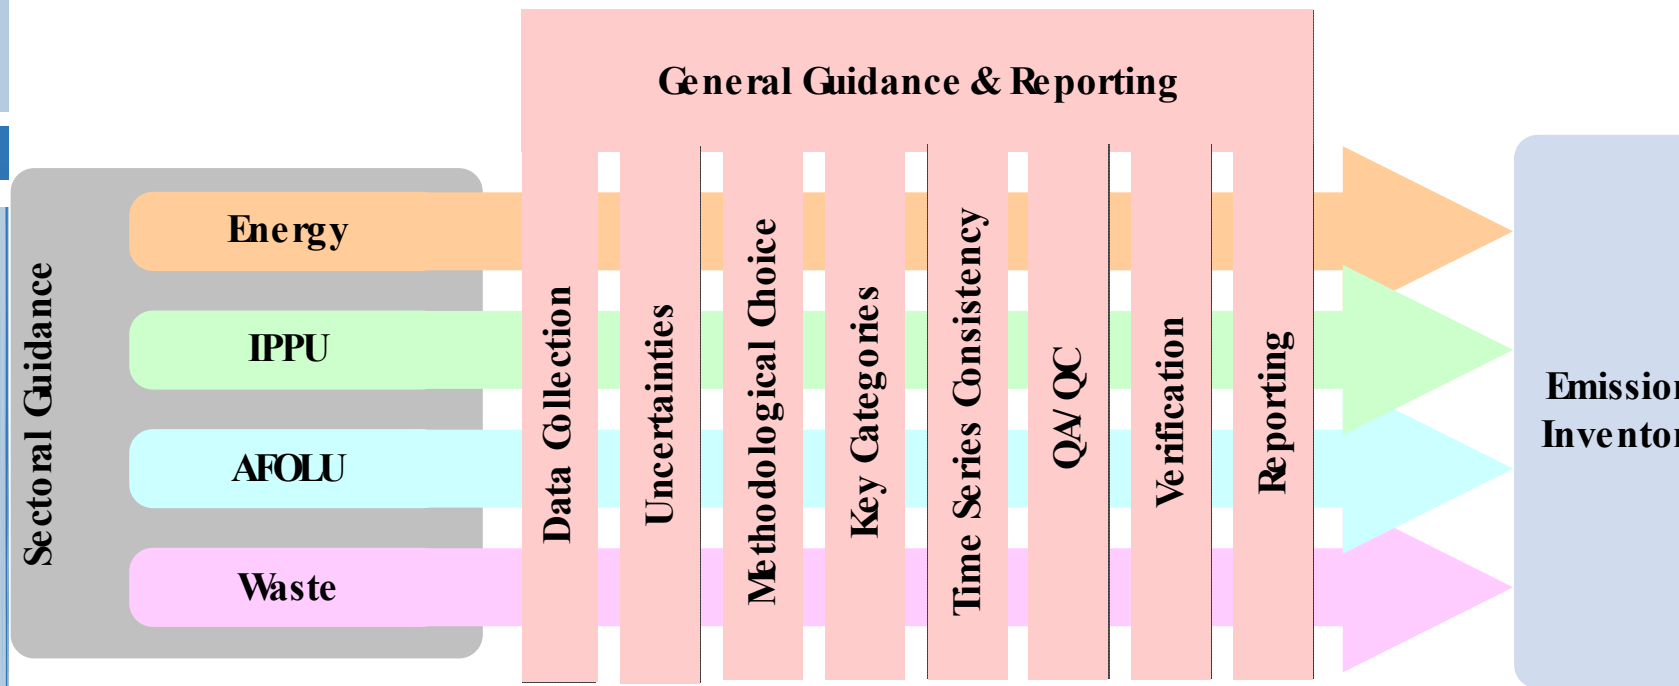 General Guidance & Reporting
Sectoral Guidance
Energy
IPPU
AFOLU
Waste
Data Collection
Uncertainties
Methodological Choice
Key Categories
Time Series Consistency
QA/QC
Verification
Reporting